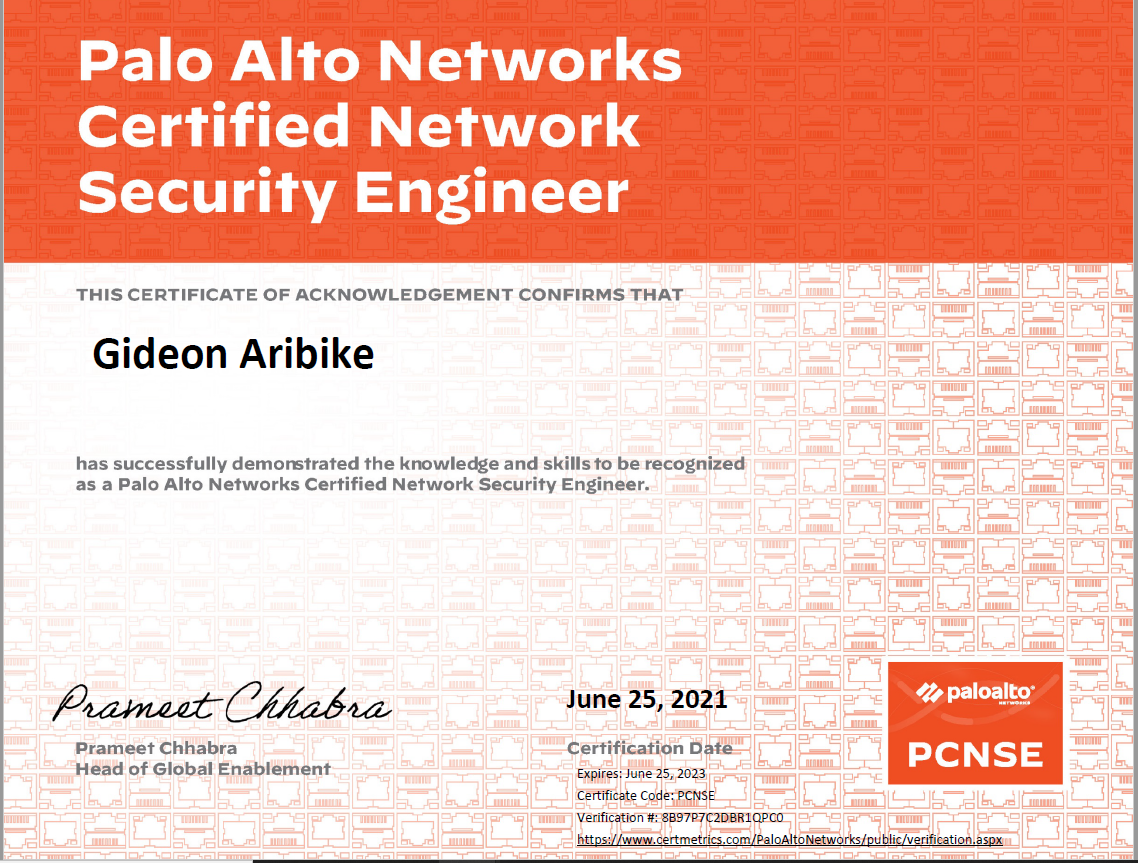 Palo Alto Networks
Certified Network
Security Engineer
THIS CERTIFICATE OF ACKNOWLEDGEMENT CONFIRMS THAT
Gideon Aribike
has successfully demonstrated the knowledge and skills to be recognized
as a Palo Alto Networks Certified Network Security Engineer.
Prameet Chhabra
Prameet Chhabra
Head of Global Enablement
June 25, 2021
Certification Date
Expires: June 25, 2023
Certificate Code: PCNSE
Verification #: 8B97P7C2DBR1QPC0
https://www.certmetrics.com/PaloAltoNetworks/public/verification.aspx
paloalto®
NETWORKS
PCNSE